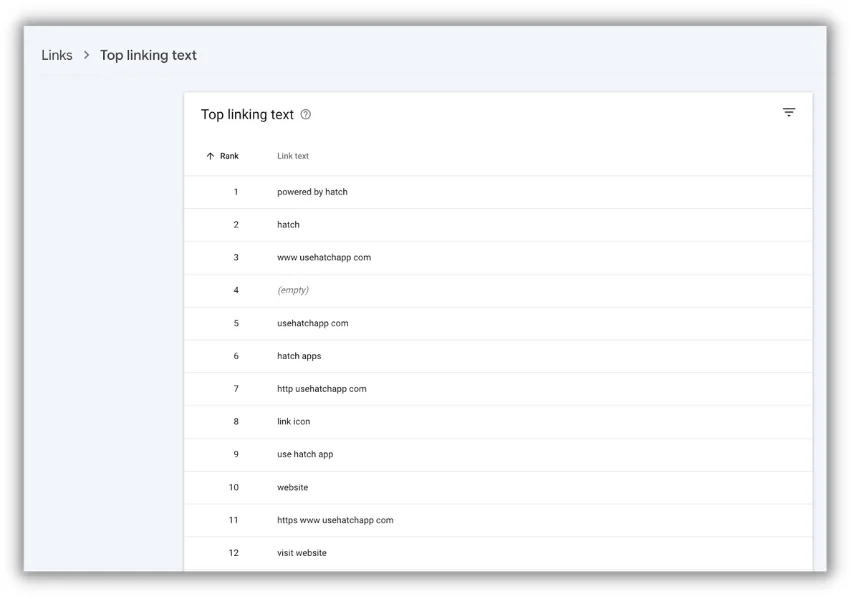 Links > Top linking text
Top linking text
Rank Link text
1 powered by hatch
2 hatch
3 www usehatchapp com
4 (empty)
5 usehatchapp com
6 hatch apps
7 http usehatchapp com
8 link icon
9 use hatch app
10 website
11 https www usehatchapp com
12 visit website